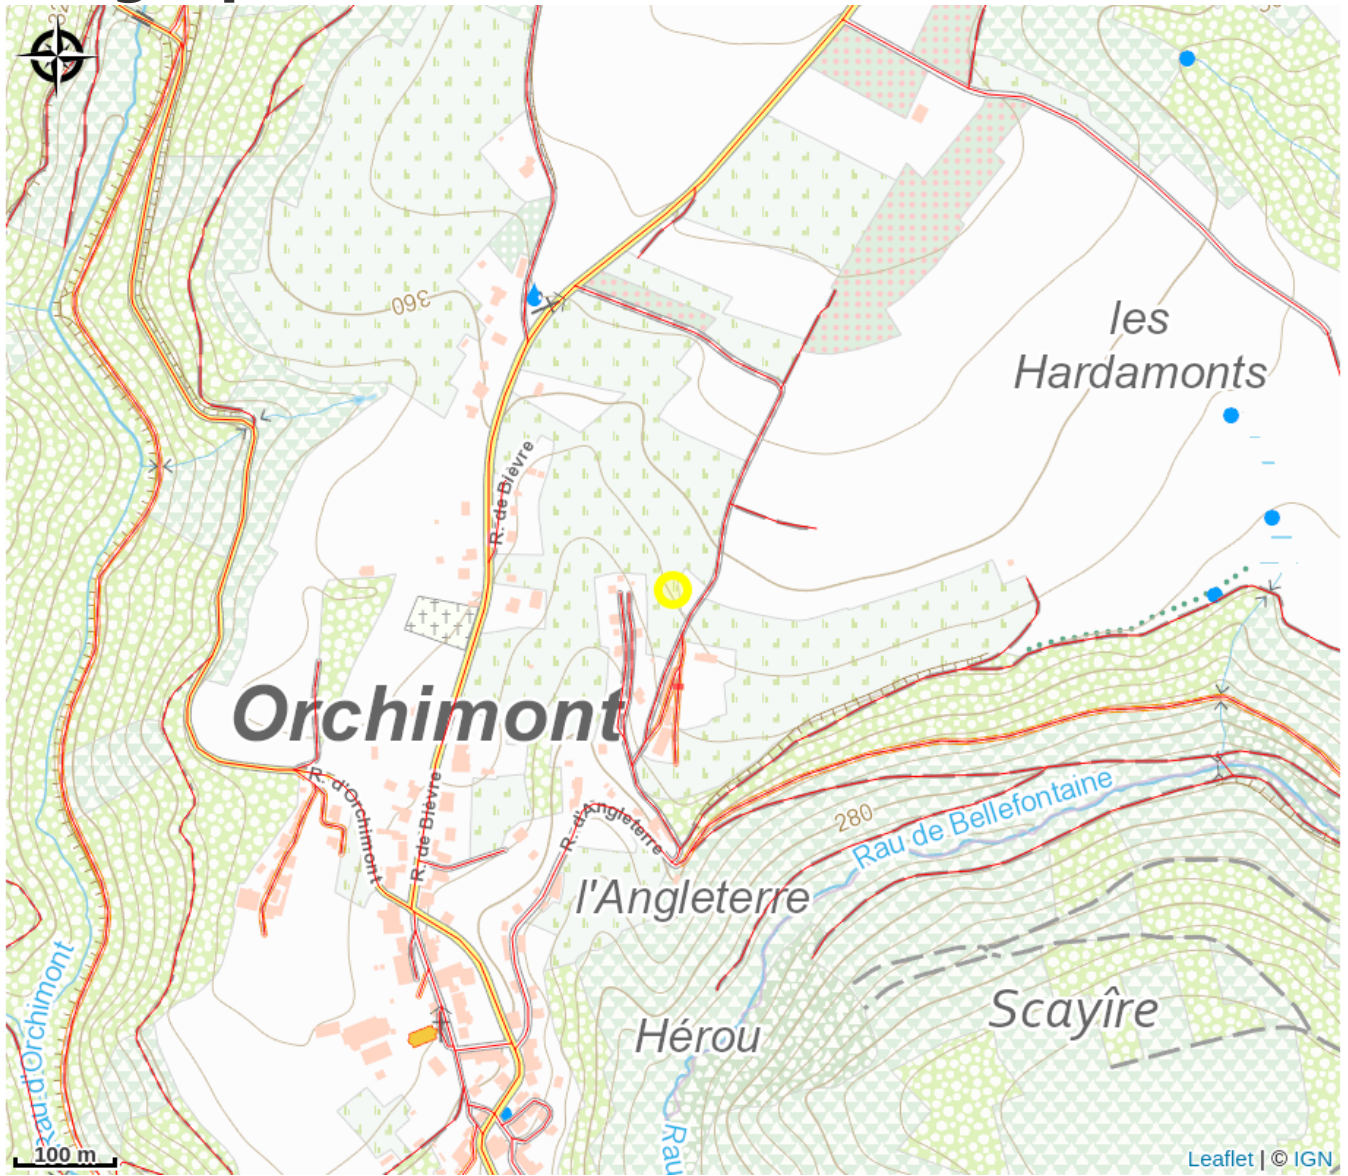 les
Hardamonts
360
R. de Bièvre
Orchimont
R. d'Orchimont
R. de Bièvre
R. d'Angleterre
280
Rau de Bellefontaine
l'Angleterre
Scayîre
Hérou
Rau d'Orchimont
Rau
100 m
Leaflet | © IGN